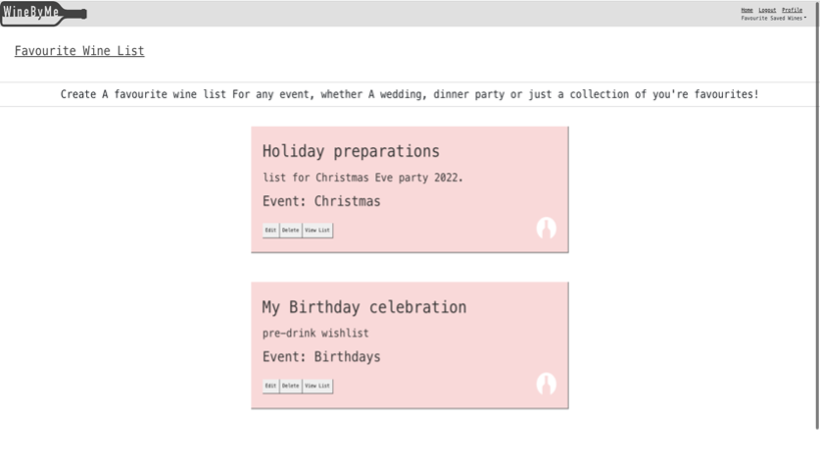 WineByMe
Home Logout Profile
Favourite Saved Wines
Favourite Wine List
Create A favourite wine list For any event, whether A wedding, dinner party or just a collection of you're favourites!
Holiday preparations
list for Christmas Eve party 2022.
Event: Christmas
Edit Delete View List
My Birthday celebration
pre-drink wishlist
Event: Birthdays
Edit Delete View List